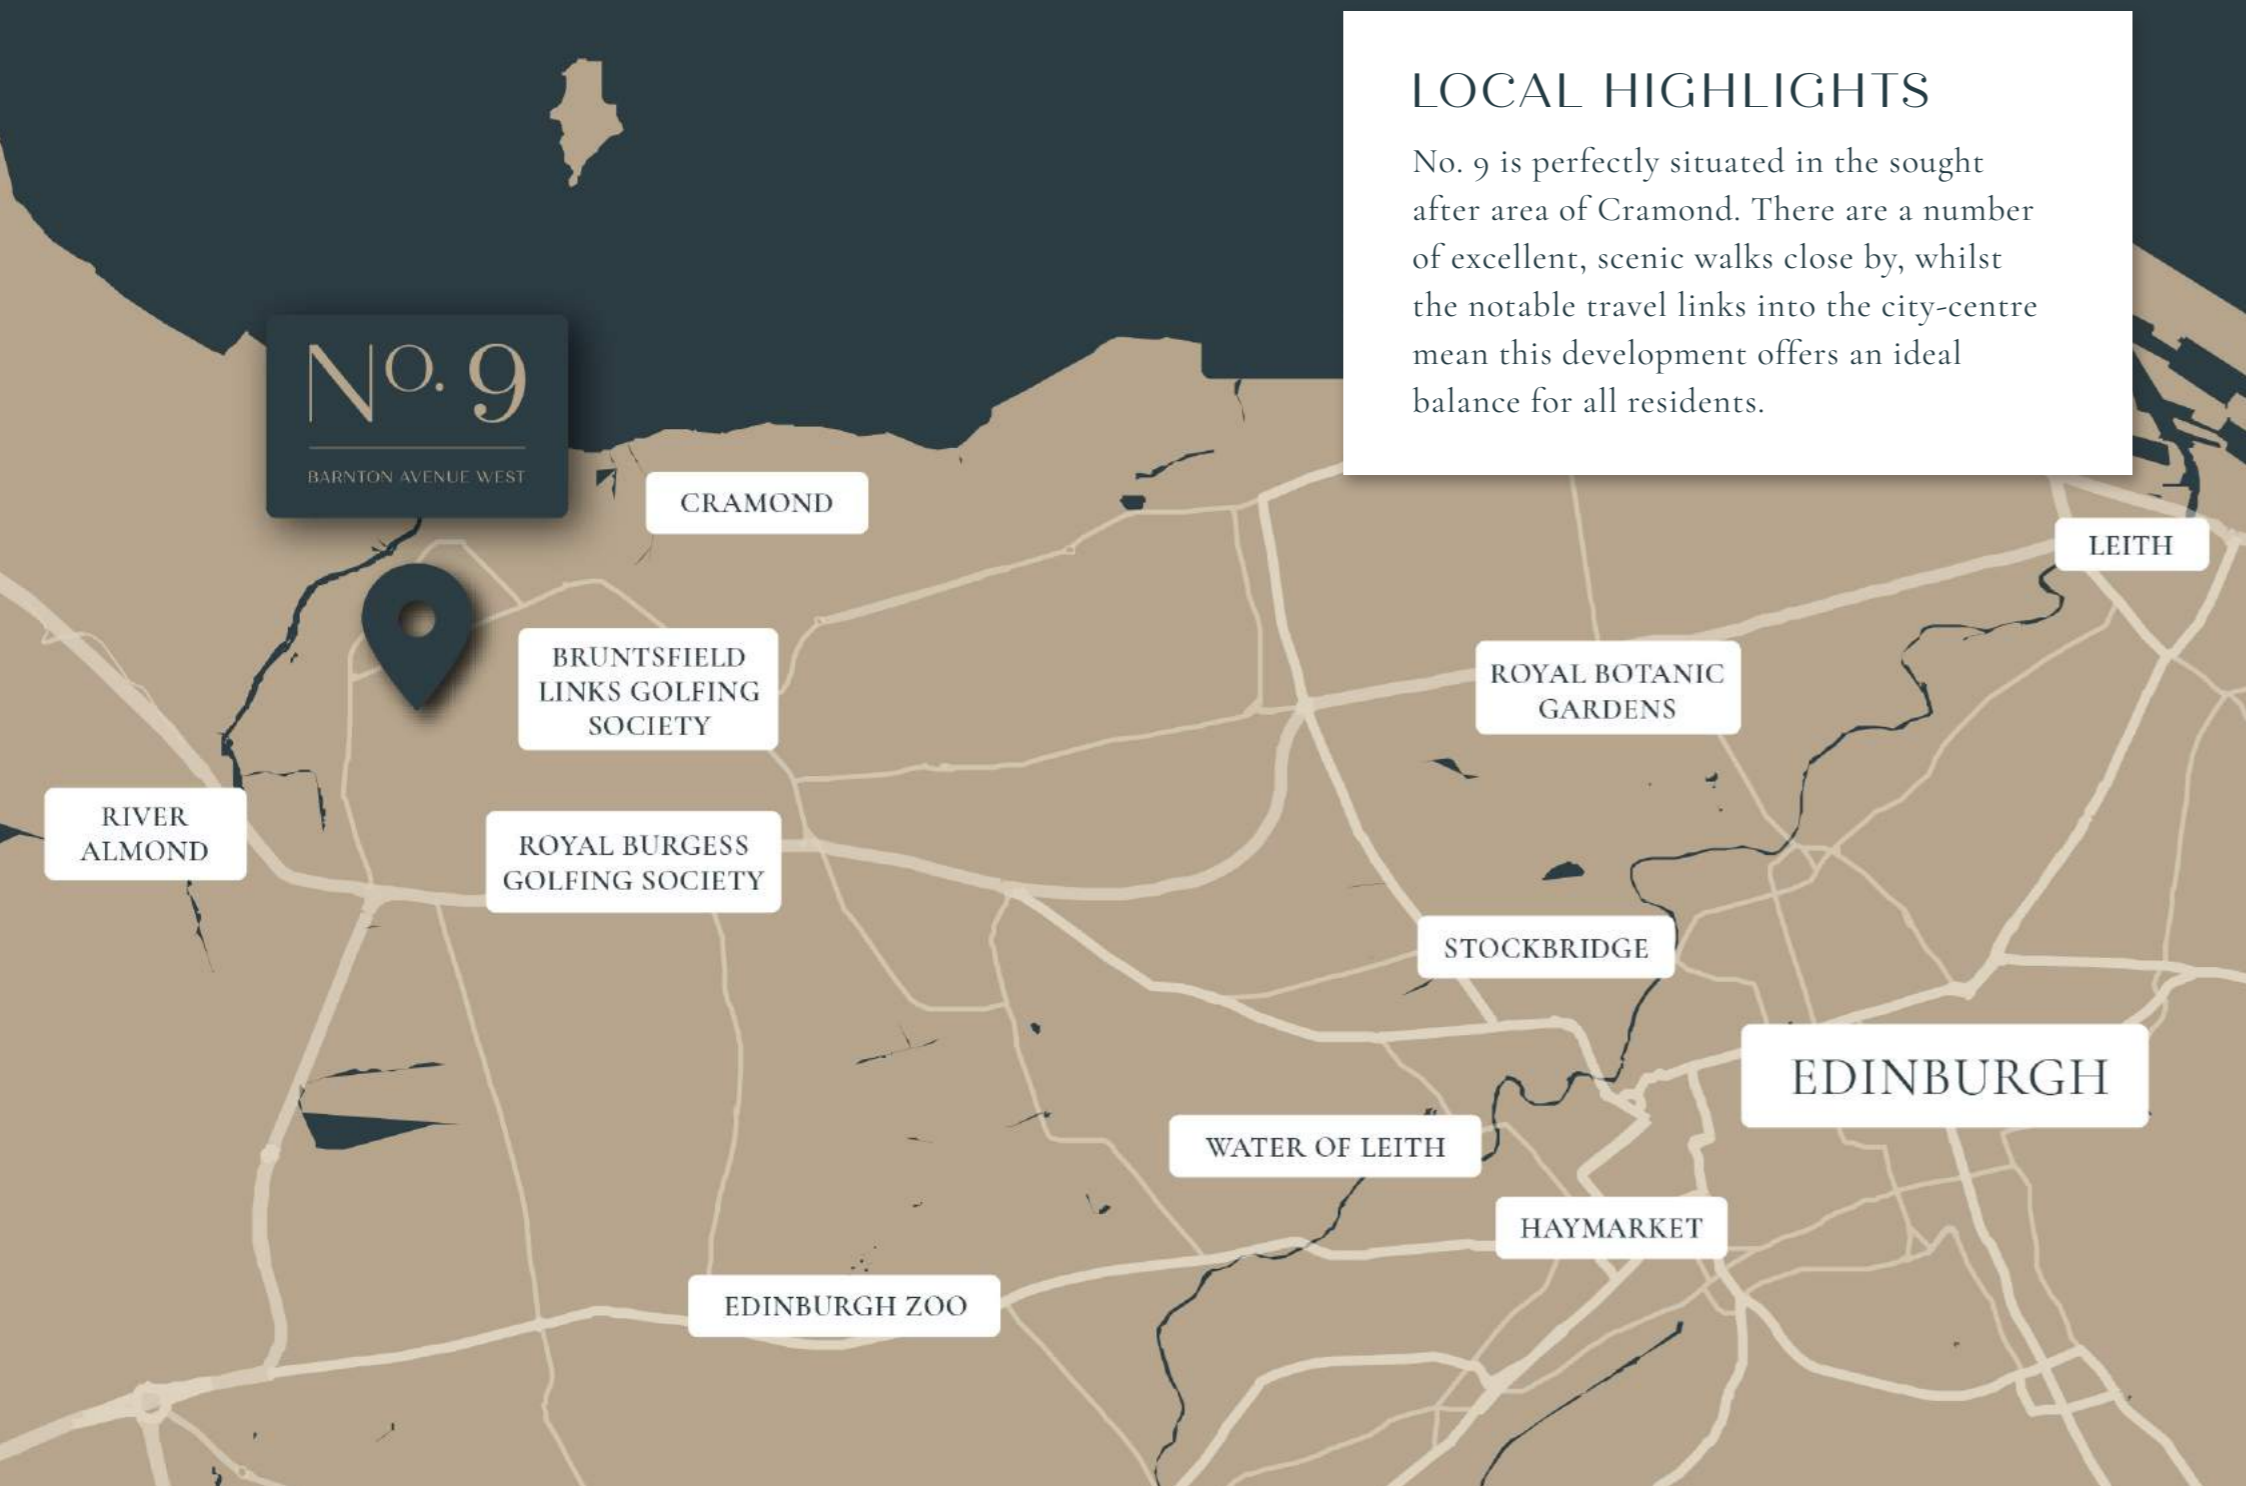 LOCAL HIGHLIGHTS
No. 9 is perfectly situated in the sought
after area of Cramond. There are a number
of excellent, scenic walks close by, whilst
the notable travel links into the city-centre
mean this development offers an ideal
balance for all residents.
No. 9
BARNTON AVENUE WEST
CRAMOND
LEITH
BRUNTSFIELD
LINKS GOLFING
SOCIETY
ROYAL BOTANIC
GARDENS
RIVER
ALMOND
ROYAL BURGESS
GOLFING SOCIETY
STOCKBRIDGE
EDINBURGH
WATER OF LEITH
HAYMARKET
EDINBURGH ZOO